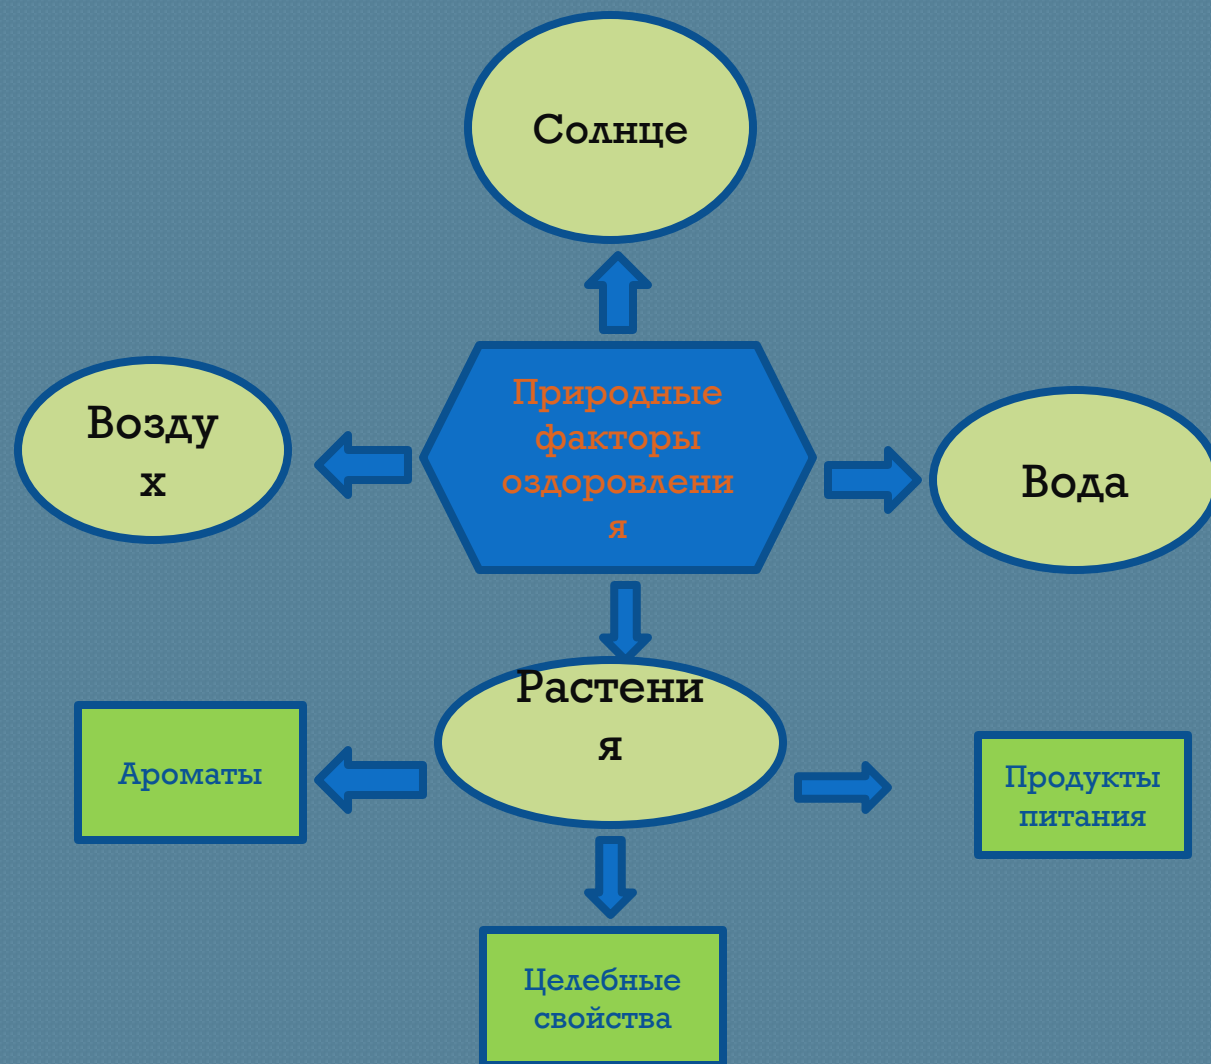 Солнце
Возду
х
Природные
факторы
оздоровлени
я
Вода
Растени
я
Ароматы
Продукты
питания
Целебные
свойства